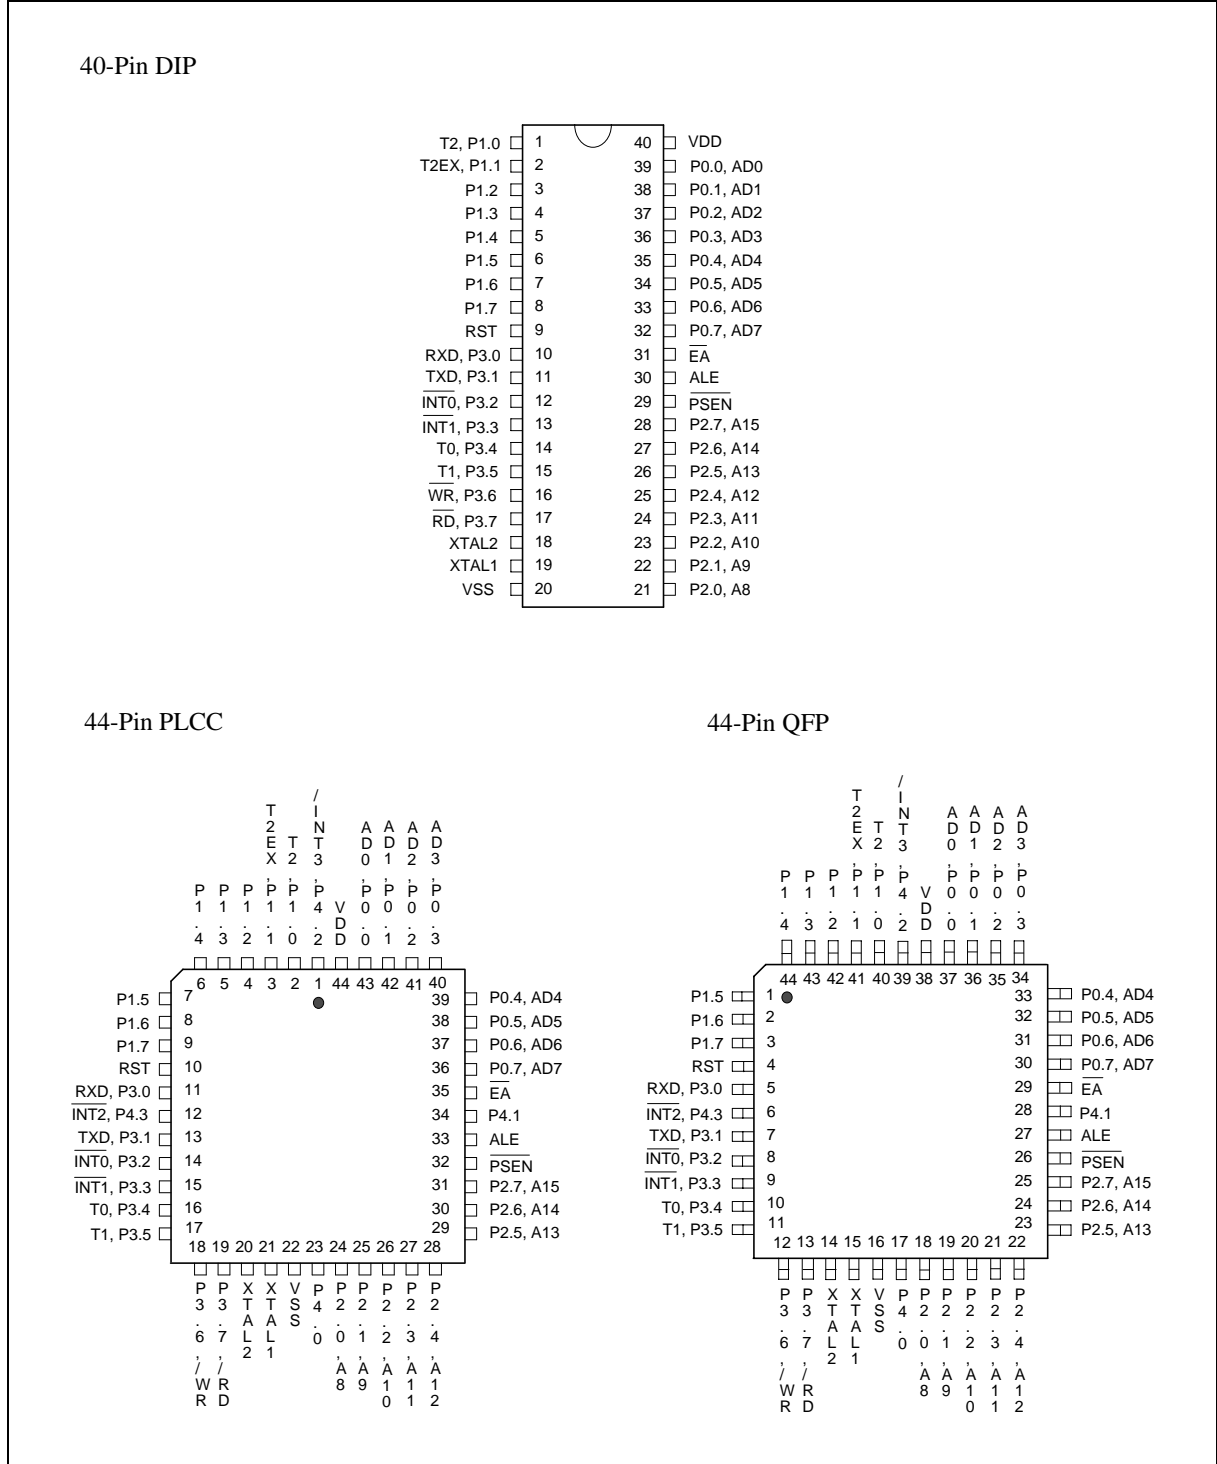 40-Pin DIP
T2, P1.0 1 40 VDD
T2EX, P1.1 2 39 P0.0, AD0
P1.2 3 38 P0.1, AD1
P1.3 4 37 P0.2, AD2
P1.4 5 36 P0.3, AD3
P1.5 6 35 P0.4, AD4
P1.6 7 34 P0.5, AD5
P1.7 8 33 P0.6, AD6
RST 9 32 P0.7, AD7
RXD, P3.0 10 31 EA
TXD, P3.1 11 30 ALE
INT0, P3.2 12 29 PSEN
INT1, P3.3 13 28 P2.7, A15
T0, P3.4 14 27 P2.6, A14
T1, P3.5 15 26 P2.5, A13
WR, P3.6 16 25 P2.4, A12
RD, P3.7 17 24 P2.3, A11
XTAL2 18 23 P2.2, A10
XTAL1 19 22 P2.1, A9
VSS 20 21 P2.0, A8
44-Pin PLCC
P1.4
P1.3
P1.2
T2EX,P1.1
T2,P1.0
/INT3,P4.2
VDD
AD0,P0.0
AD1,P0.1
AD2,P0.2
AD3,P0.3
6 5 4 3 2 1 44 43 42 41 40
P1.5 7 39 P0.4, AD4
P1.6 8 38 P0.5, AD5
P1.7 9 37 P0.6, AD6
RST 10 36 P0.7, AD7
RXD, P3.0 11 35 EA
INT2, P4.3 12 34 P4.1
TXD, P3.1 13 33 ALE
INT0, P3.2 14 32 PSEN
INT1, P3.3 15 31 P2.7, A15
T0, P3.4 16 30 P2.6, A14
T1, P3.5 17 29 P2.5, A13
18 19 20 21 22 23 24 25 26 27 28
P3.6,/WR
P3.7,/RD
XTAL2
XTAL1
VSS
P4.0
P2.0,A8
P2.1,A9
P2.2,A10
P2.3,A11
P2.4,A12
44-Pin QFP
P1.4
P1.3
P1.2
T2EX,P1.1
T2,P1.0
/INT3,P4.2
VDD
AD0,P0.0
AD1,P0.1
AD2,P0.2
AD3,P0.3
44 43 42 41 40 39 38 37 36 35 34
P1.5 1 33 P0.4, AD4
P1.6 2 32 P0.5, AD5
P1.7 3 31 P0.6, AD6
RST 4 30 P0.7, AD7
RXD, P3.0 5 29 EA
INT2, P4.3 6 28 P4.1
TXD, P3.1 7 27 ALE
INT0, P3.2 8 26 PSEN
INT1, P3.3 9 25 P2.7, A15
T0, P3.4 10 24 P2.6, A14
T1, P3.5 11 23 P2.5, A13
12 13 14 15 16 17 18 19 20 21 22
P3.6,/WR
P3.7,/RD
XTAL2
XTAL1
VSS
P4.0
P2.0,A8
P2.1,A9
P2.2,A10
P2.3,A11
P2.4,A12